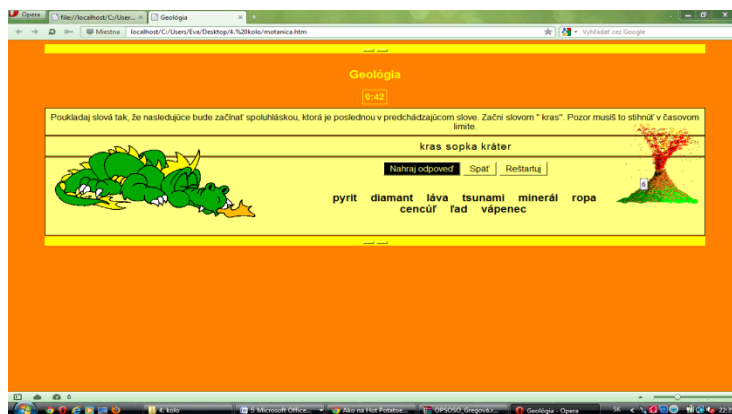 Opera
file://localhost/C:/User...
Geológia
Miestna
localhost/C:/Users/Eva/Desktop/4.%20kolo/motanica.htm
Vyhľadať cez Google
Geológia
0:42
Poukladaj slová tak, že nasledujúce bude začínať spoluhláskou, ktorá je poslednou v predchádzajúcom slove. Začni slovom " kras". Pozor musíš to stihnúť v časovom
limite.
kras sopka kráter
Nahraj odpoveď
Späť
Reštartuj
pyrit diamant láva tsunami minerál ropa
cencúľ ľad vápenec
6
4. kolo
5 Microsoft Office...
Ako na Hot Potatoe...
OPSOSO_Gregová.r...
Geológia - Opera
SK